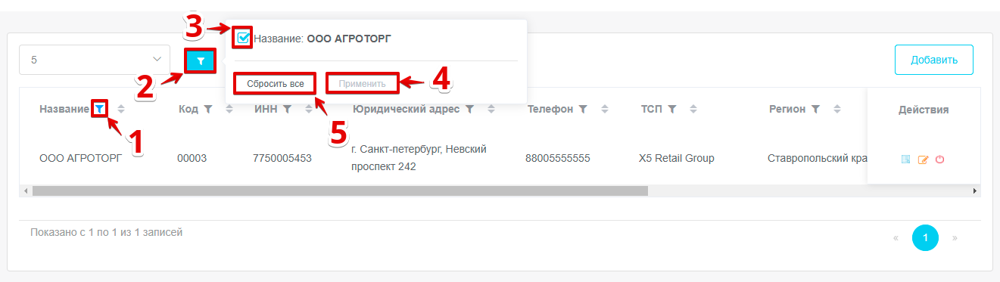 3
Название: ООО АГРОТОРГ
5
Добавить
2
Сбросить все
Применить
4
Название
Код
ИНН
Юридический адрес
Телефон
ТСП
Регион
Действия
1
5
ООО АГРОТОРГ
00003
7750005453
г. Санкт-петербург, Невский
проспект 242
88005555555
X5 Retail Group
Ставропольский кра
Показано с 1 по 1 из 1 записей
«
1
»